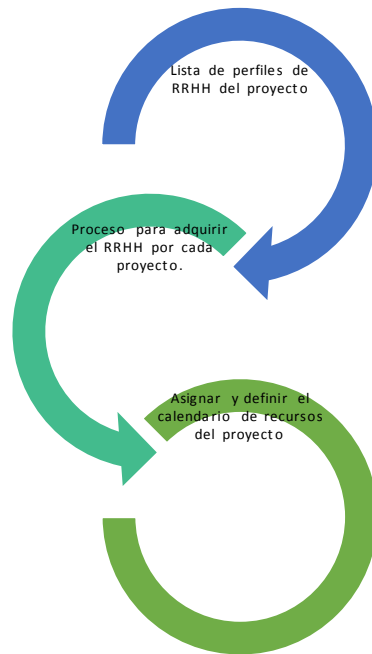 Lista de perfiles de
RRHH del proyecto
Proceso para adquirir
el RRHH por cada
proyecto.
Asignar y definir el
calendario de recursos
del proyecto